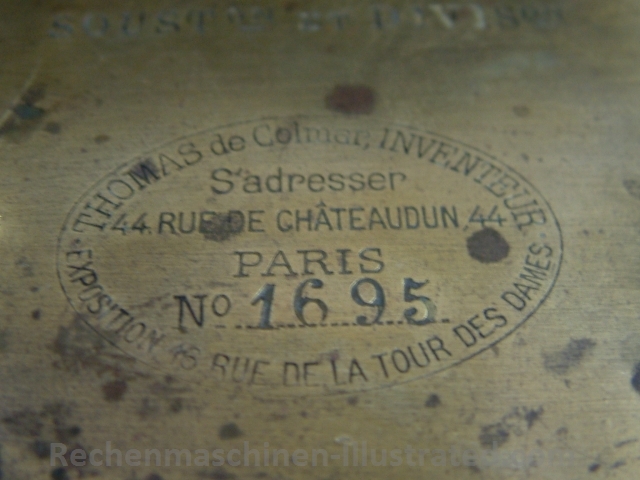 THOMAS de Colmar, INVENTEUR
S'adresser
44. RUE DE CHÂTEAUDUN. 44
PARIS
No 1695
EXPOSITION, 16 RUE DE LA TOUR DES DAMES